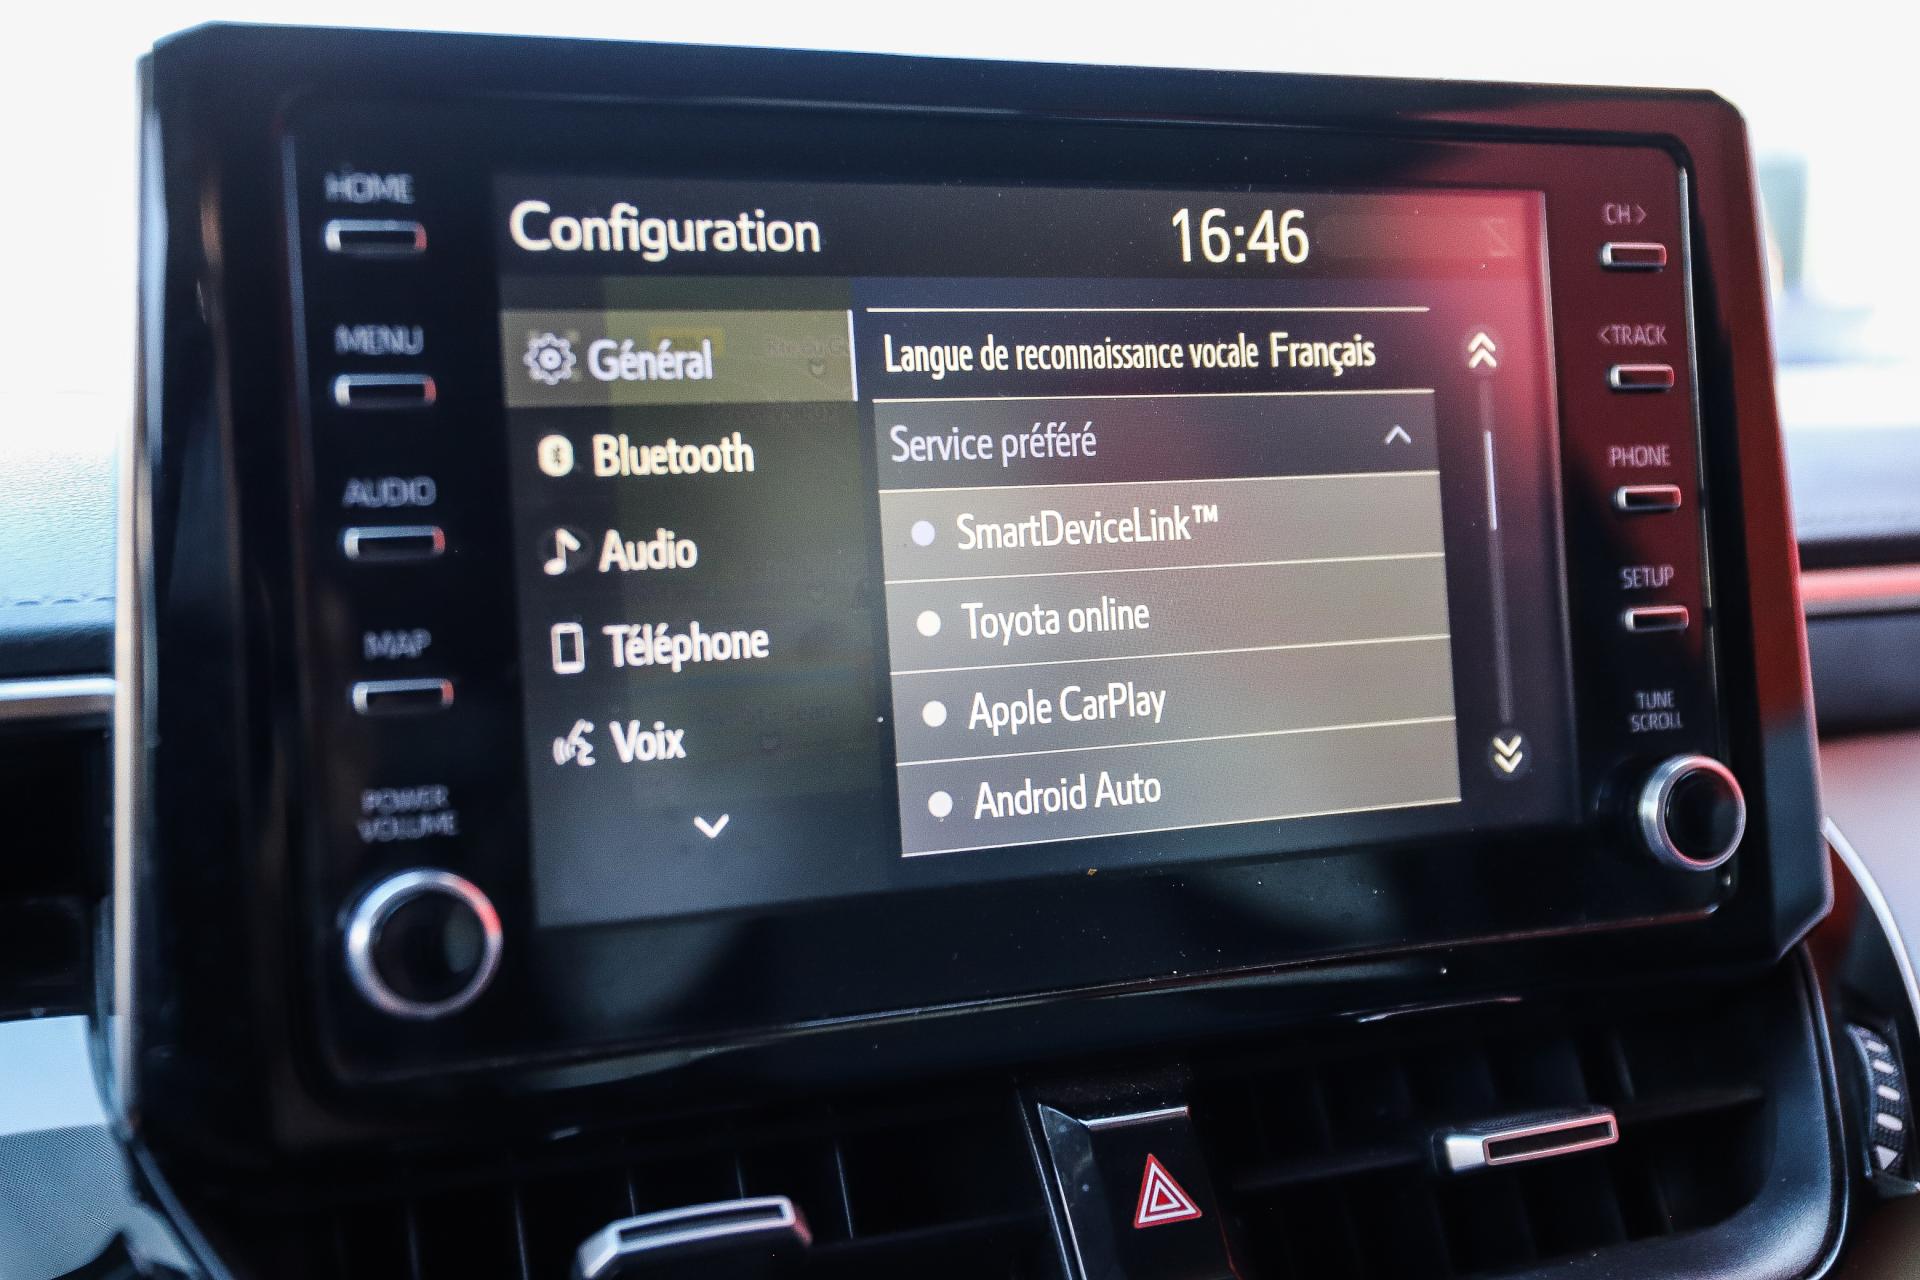 HOME
MENU
AUDIO
MAP
POWER
VOLUME
Configuration 16:46
Général
Bluetooth
Audio
Téléphone
Voix
Langue de reconnaissance vocale Français
Service préféré
SmartDeviceLink™
Toyota online
Apple CarPlay
Android Auto
CH >
< TRACK
PHONE
SETUP
TUNE
SCROLL